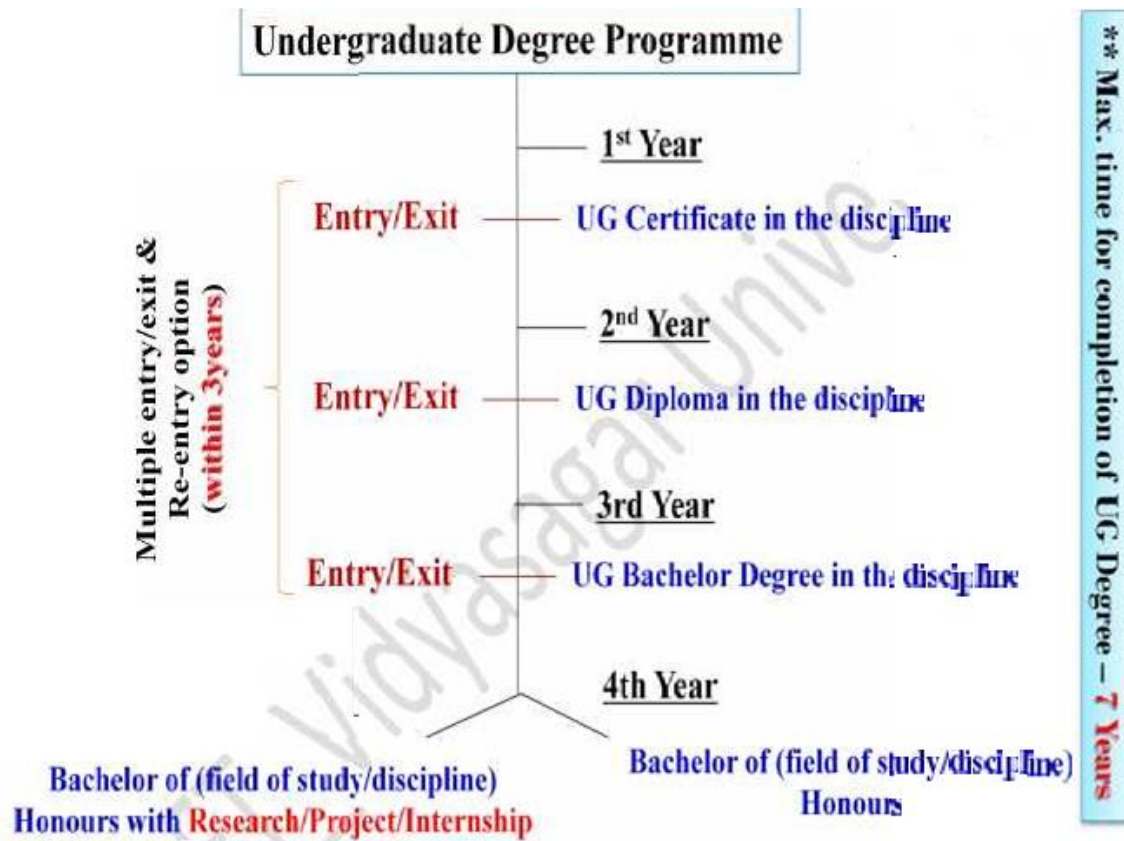 Undergraduate Degree Programme
1st Year
Entry/Exit
UG Certificate in the discipline
2nd Year
Entry/Exit
UG Diploma in the discipline
3rd Year
Entry/Exit
UG Bachelor Degree in the discipline
4th Year
Bachelor of (field of study/discipline)
Honours with Research/Project/Internship
Bachelor of (field of study/discipline)
Honours
Multiple entry/exit &
Re-entry option
(within 3years)
** Max. time for completion of UG Degree – 7 Years
Vidyasagar Unive